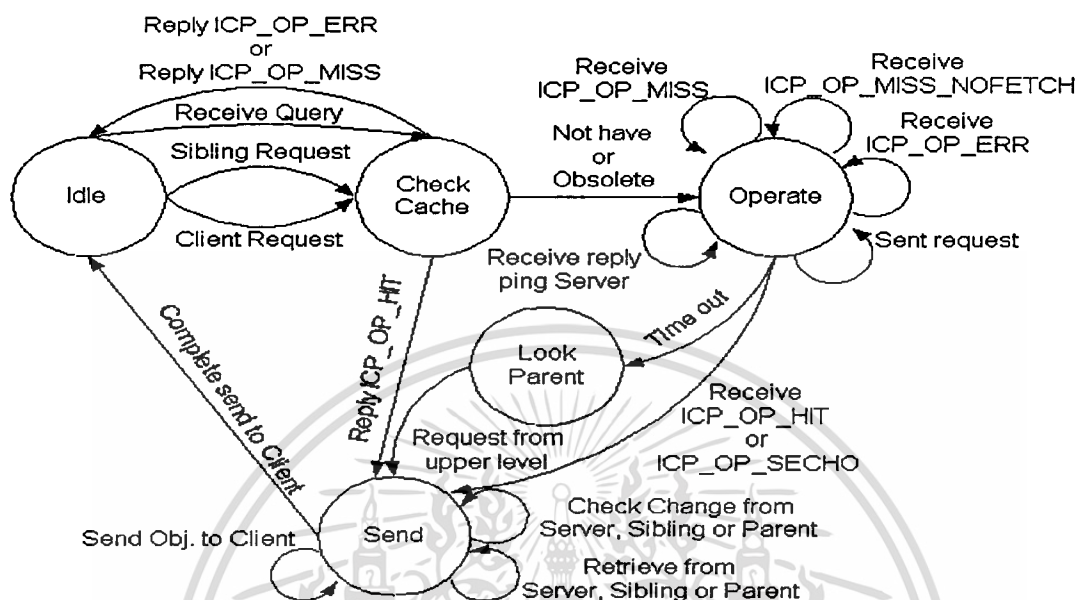 Reply ICP_OP_ERR
or
Reply ICP_OP_MISS
Receive Query
Sibling Request
Client Request
Idle
Check
Cache
Not have
or
Obsolete
Receive
ICP_OP_MISS
Receive
ICP_OP_MISS_NOFETCH
Receive
ICP_OP_ERR
Operate
Sent request
Receive reply
ping Server
Time out
Look
Parent
Reply ICP_OP_HIT
Complete send to Client
Request from
upper level
Receive
ICP_OP_HIT
or
ICP_OP_SECHO
Send Obj. to Client
Send
Check Change from
Server, Sibling or Parent
Retrieve from
Server, Sibling or Parent